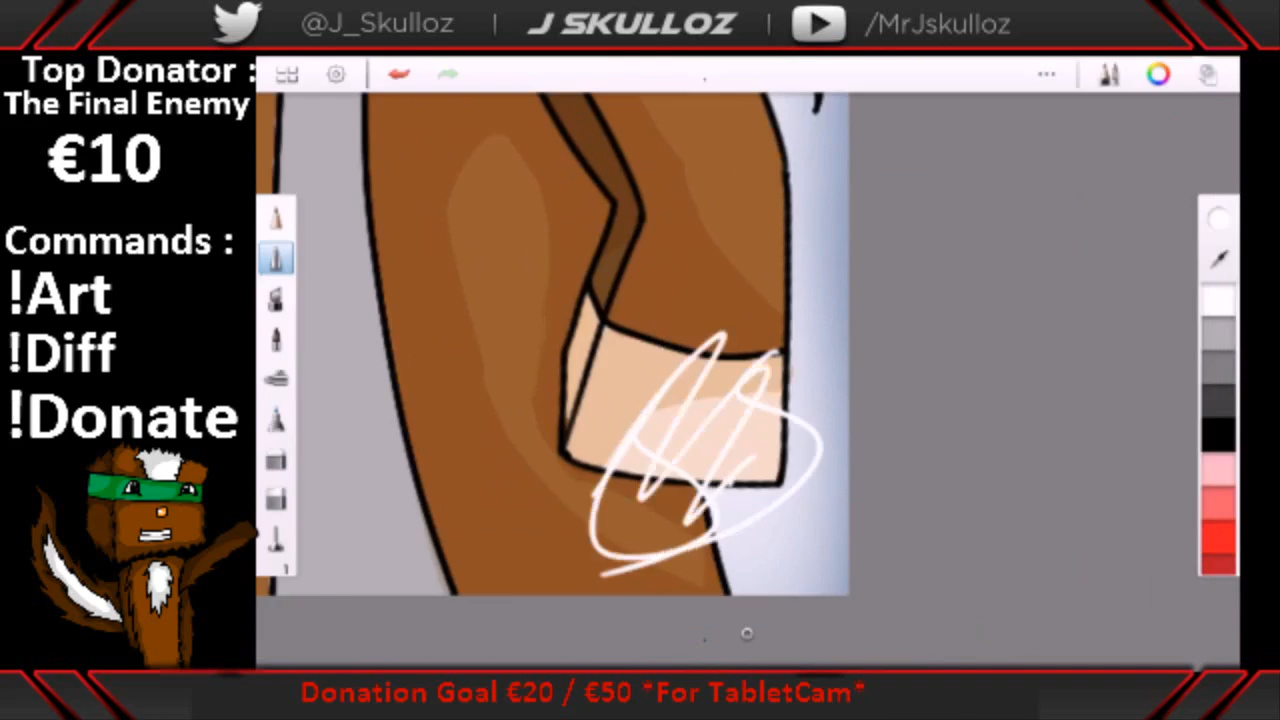 @J_Skulloz | J SKULLOZ | /MrJskulloz
Top Donator :
The Final Enemy
€10
Commands :
!Art
!Diff
!Donate
Donation Goal €20 / €50 *For TabletCam*